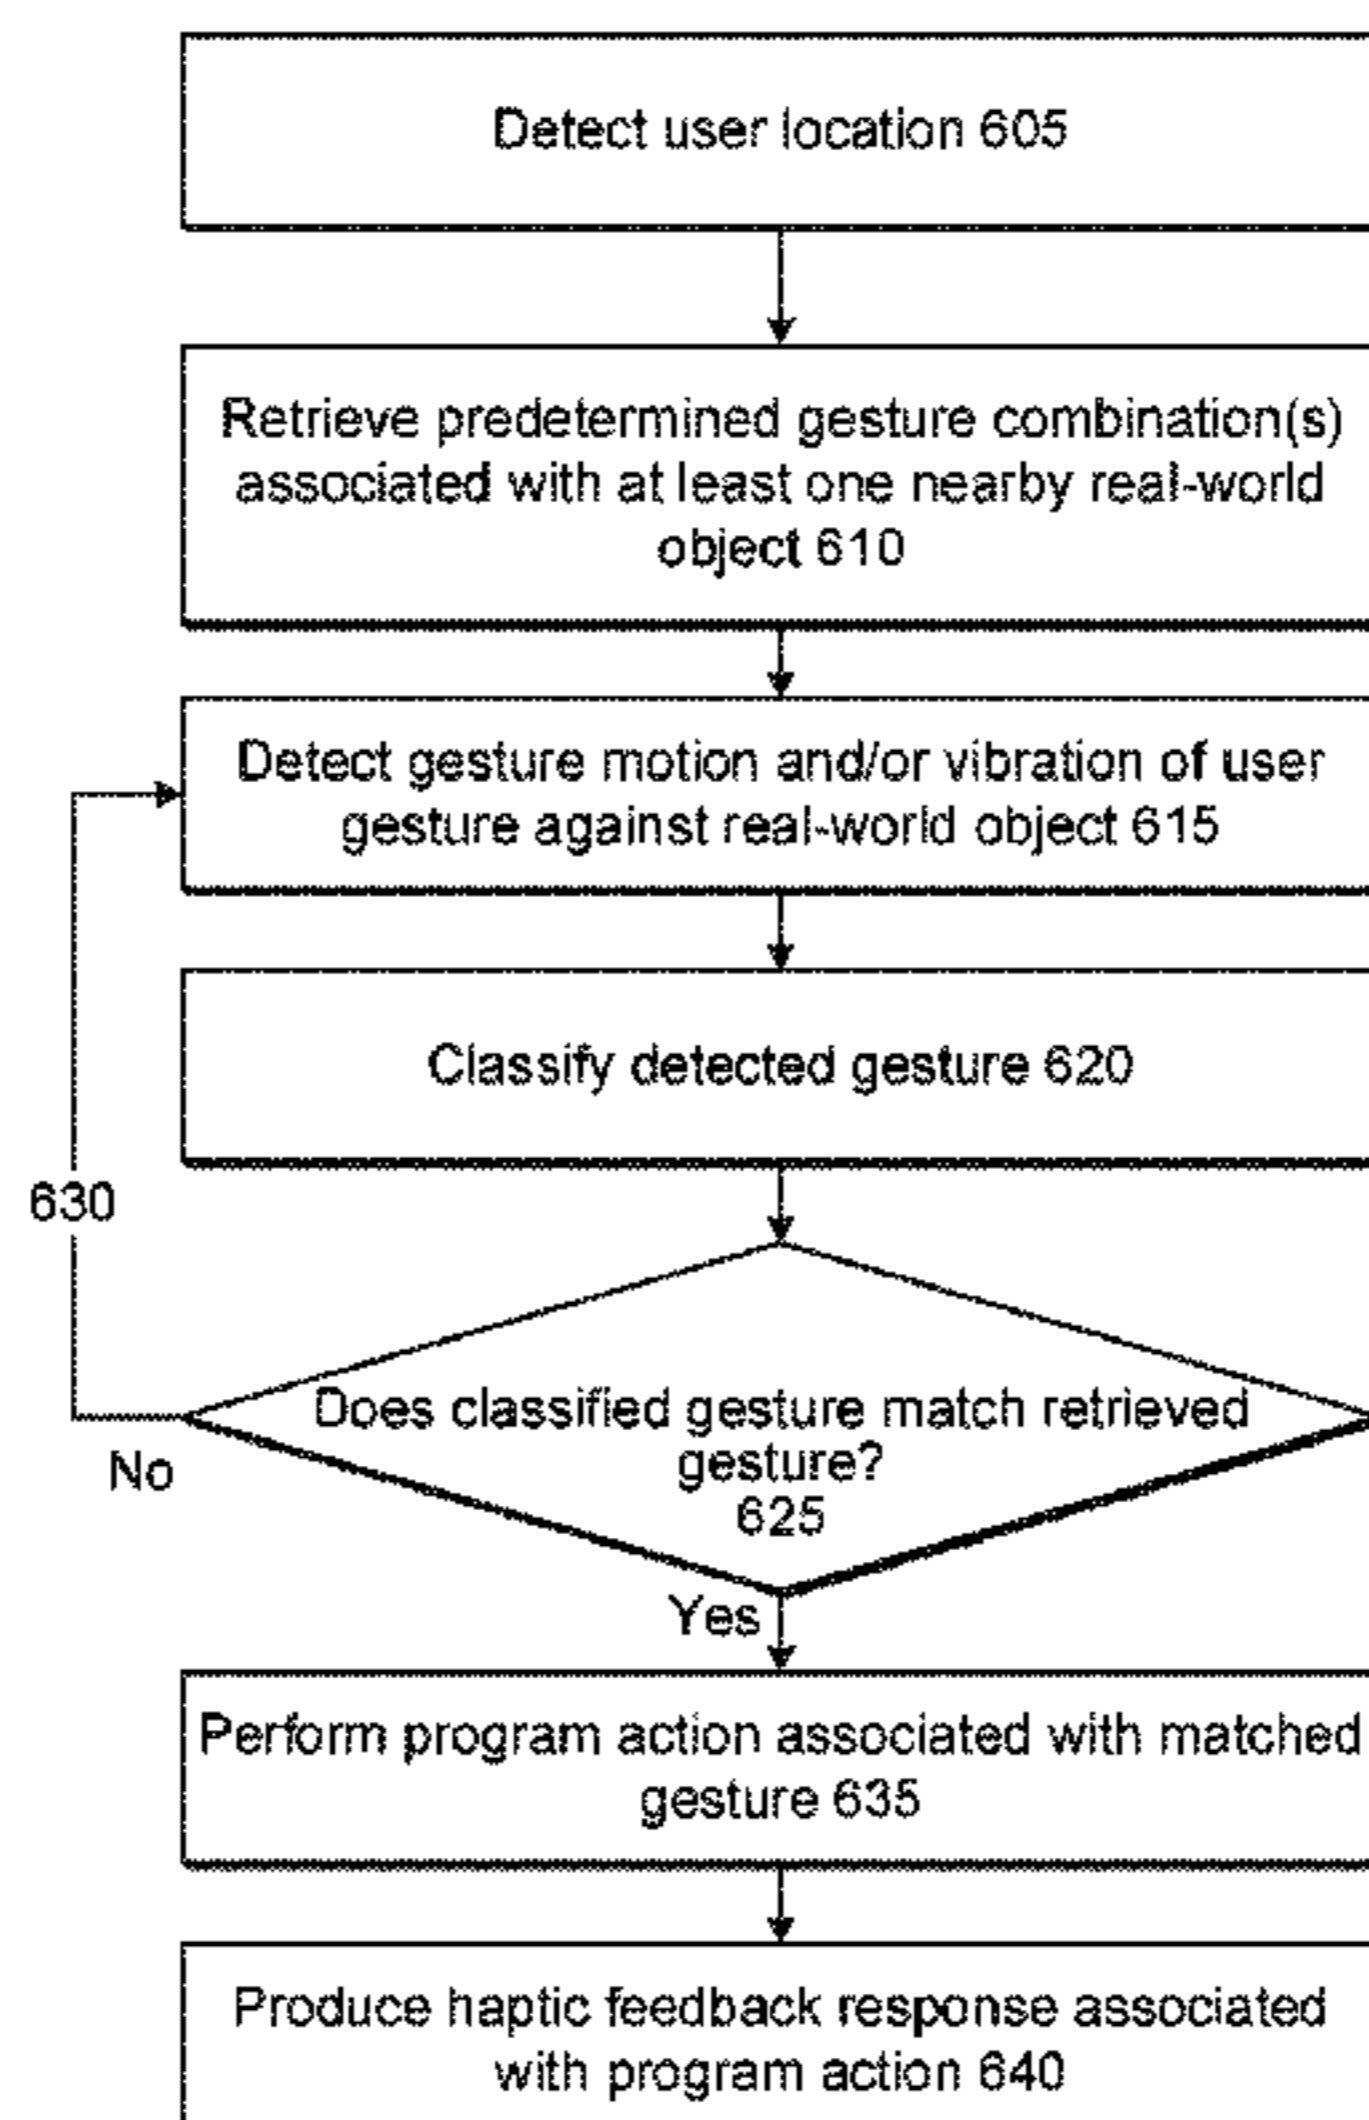 Detect user location 605
Retrieve predetermined gesture combination(s)
associated with at least one nearby real-world
object 610
Detect gesture motion and/or vibration of user
gesture against real-world object 615
Classify detected gesture 620
630
Does classified gesture match retrieved
gesture?
625
No
Yes
Perform program action associated with matched
gesture 635
Produce haptic feedback response associated
with program action 640